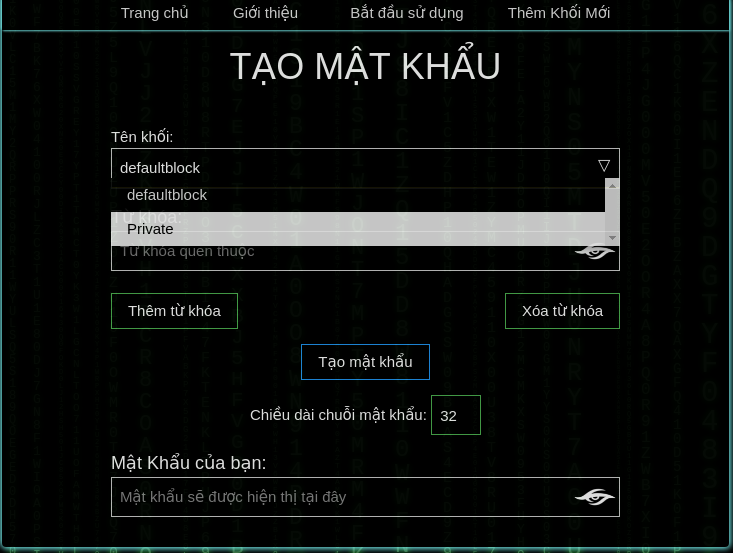 Trang chủ Giới thiệu Bắt đầu sử dụng Thêm Khối Mới
TẠO MẬT KHẨU
Tên khối:
defaultblock
defaultblock
Từ khóa:
Private
Từ khóa quen thuộc
Thêm từ khóa Xóa từ khóa
Tạo mật khẩu
Chiều dài chuỗi mật khẩu: 32
Mật Khẩu của bạn:
Mật khẩu sẽ được hiện thị tại đây